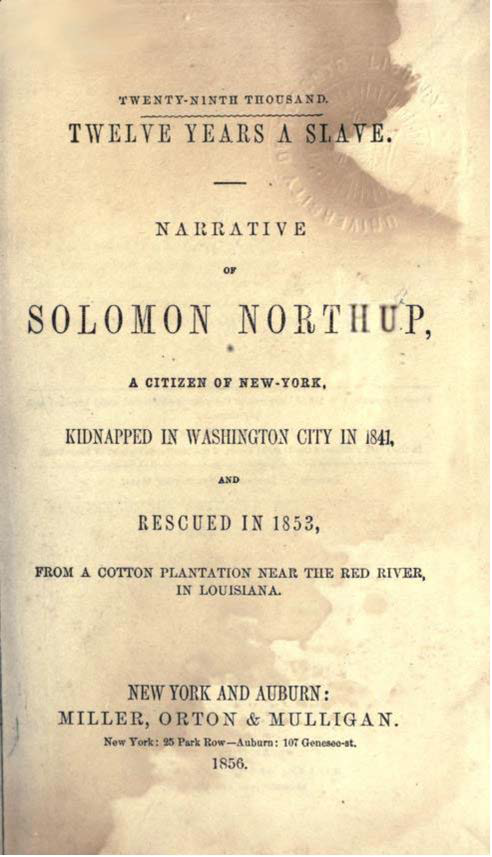 TWENTY-NINTH THOUSAND.
TWELVE YEARS A SLAVE.
NARRATIVE
OF
SOLOMON NORTHUP,
A CITIZEN OF NEW-YORK,
KIDNAPPED IN WASHINGTON CITY IN 1841,
AND
RESCUED IN 1853,
FROM A COTTON PLANTATION NEAR THE RED RIVER,
IN LOUISIANA.
NEW YORK AND AUBURN:
MILLER, ORTON & MULLIGAN.
New York: 25 Park Row—Auburn: 107 Genesee-st.
1856.